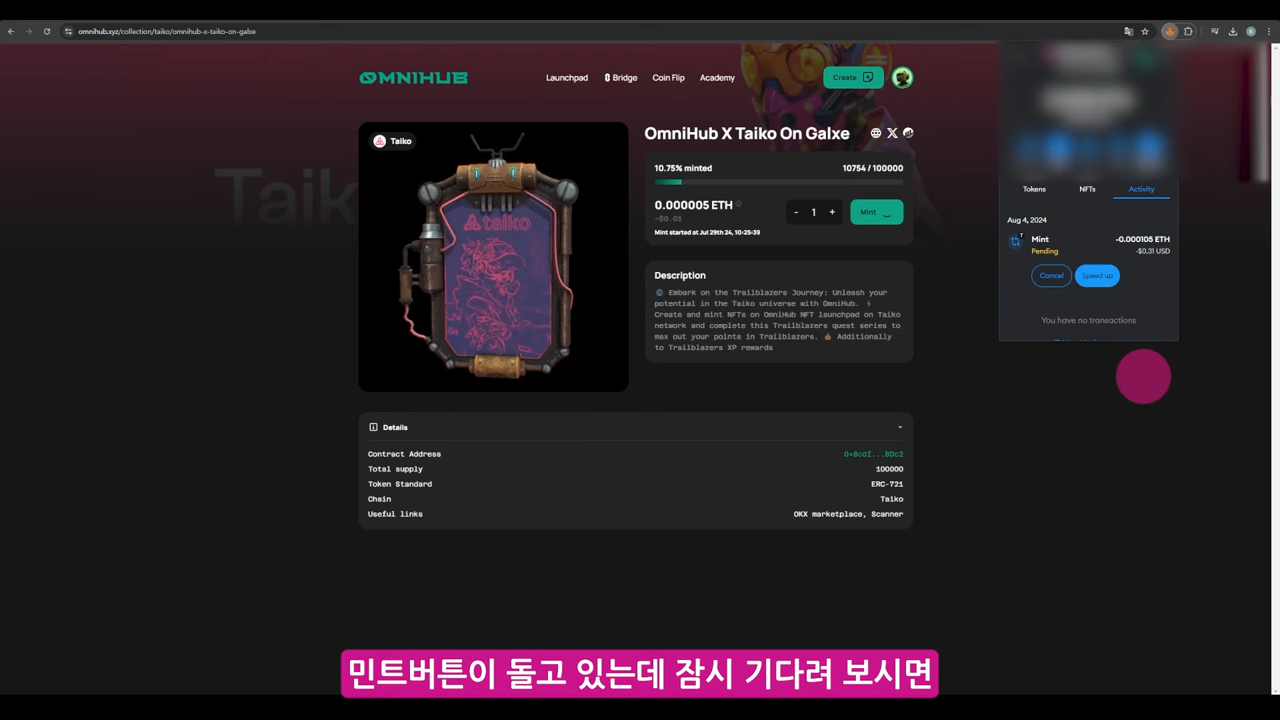 omnihub.xyz/collection/taiko/omnihub-x-taiko-on-galxe
OMNIHUB
Launchpad
Bridge
Coin Flip
Academy
Create
Taiko
taiko
OmniHub X Taiko On Galxe
10.75% minted
10754 / 100000
0.000005 ETH
~$0.01
- 1 +
Mint
Mint started at Jul 29th 24, 10-25-39
Description
Embark on the Trailblazers Journey: Unleash your
potential in the Taiko universe with OmniHub.
Create and mint NFTs on OmniHub NFT launchpad on Taiko
network and complete this Trailblazers quest series to
max out your points in Trailblazers. Additionally
to Trailblazers XP rewards
Details
Contract Address
0x8cdf...BDc2
Total supply
100000
Token Standard
ERC-721
Chain
Taiko
Useful links
OKX marketplace, Scanner
Tokens
NFTs
Activity
Aug 4, 2024
T
Mint
-0.000105 ETH
Pending
-$0.31 USD
Cancel
Speed up
You have no transactions
민트버튼이 돌고 있는데 잠시 기다려 보시면